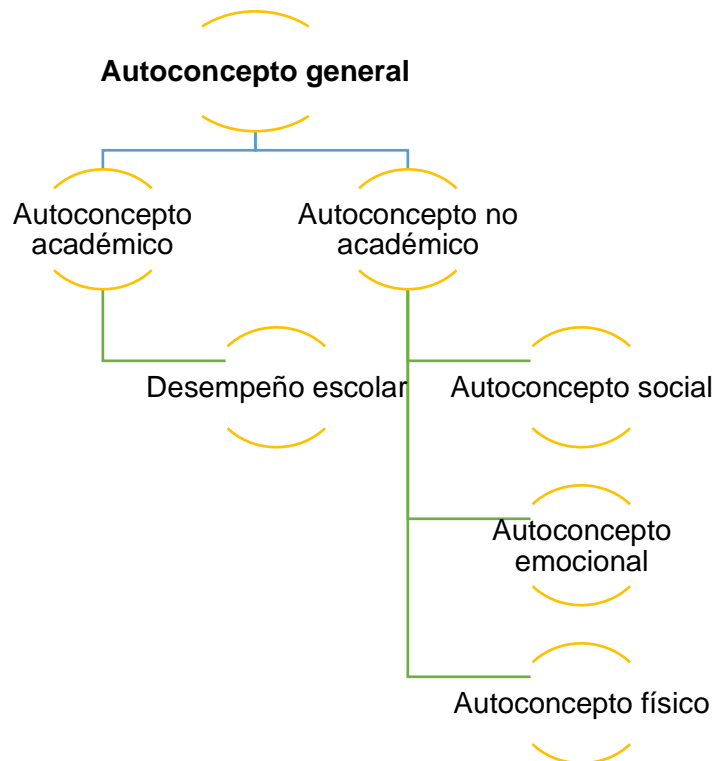 Autoconcepto general
Autoconcepto
académico
Autoconcepto no
académico
Desempeño escolar
Autoconcepto social
Autoconcepto
emocional
Autoconcepto físico